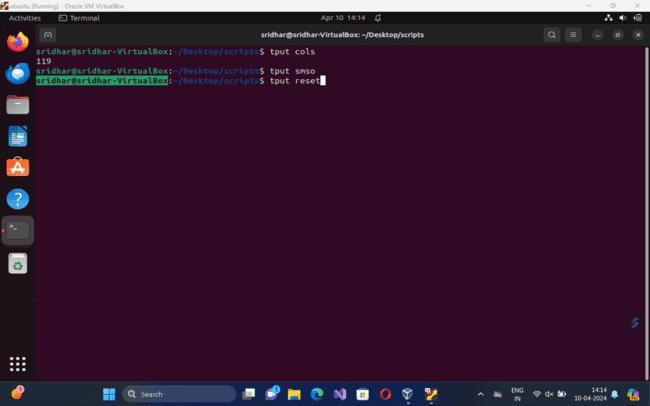 ubuntu [Running] - Oracle VM VirtualBox
Activities Terminal Apr 10 14:14
sridhar@sridhar-VirtualBox: ~/Desktop/scripts
sridhar@sridhar-VirtualBox:~/Desktop/scripts$ tput cols
119
sridhar@sridhar-VirtualBox:~/Desktop/scripts$ tput smso
sridhar@sridhar-VirtualBox:~/Desktop/scripts$ tput reset
Search
ENG
IN
14:14
10-04-2024